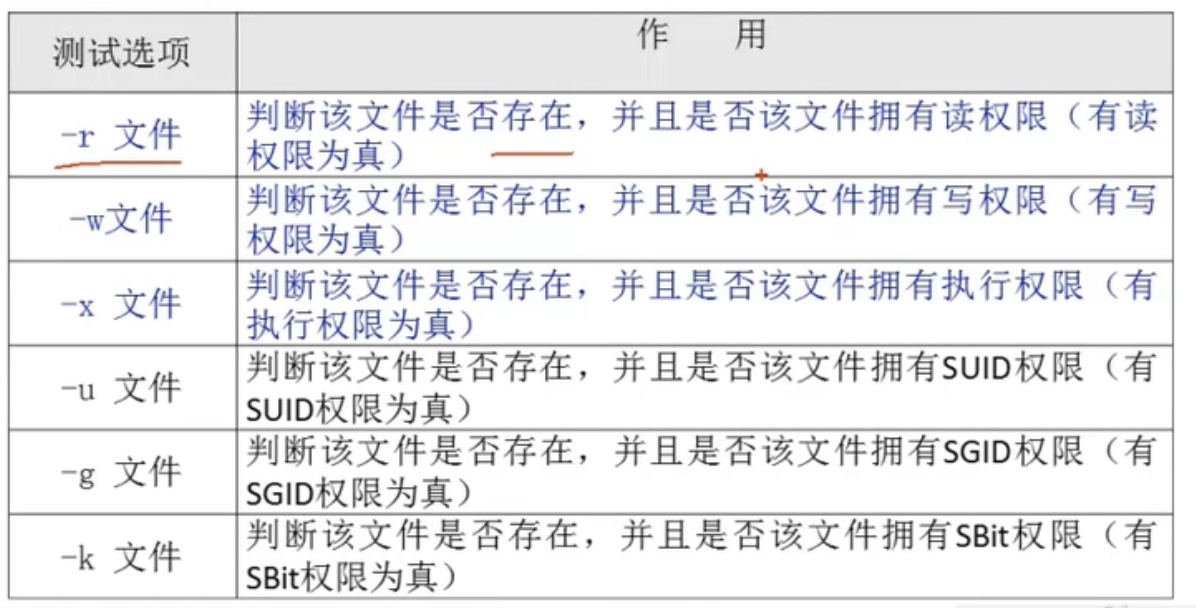 测试选项
作 用
-r 文件
判断该文件是否存在，并且是否该文件拥有读权限（有读
权限为真）
-w文件
判断该文件是否存在，并且是否该文件拥有写权限（有写
权限为真）
-x 文件
判断该文件是否存在，并且是否该文件拥有执行权限（有
执行权限为真）
-u 文件
判断该文件是否存在，并且是否该文件拥有SUID权限（有
SUID权限为真）
-g 文件
判断该文件是否存在，并且是否该文件拥有SGID权限（有
SGID权限为真）
-k 文件
判断该文件是否存在，并且是否该文件拥有SBit权限（有
SBit权限为真）